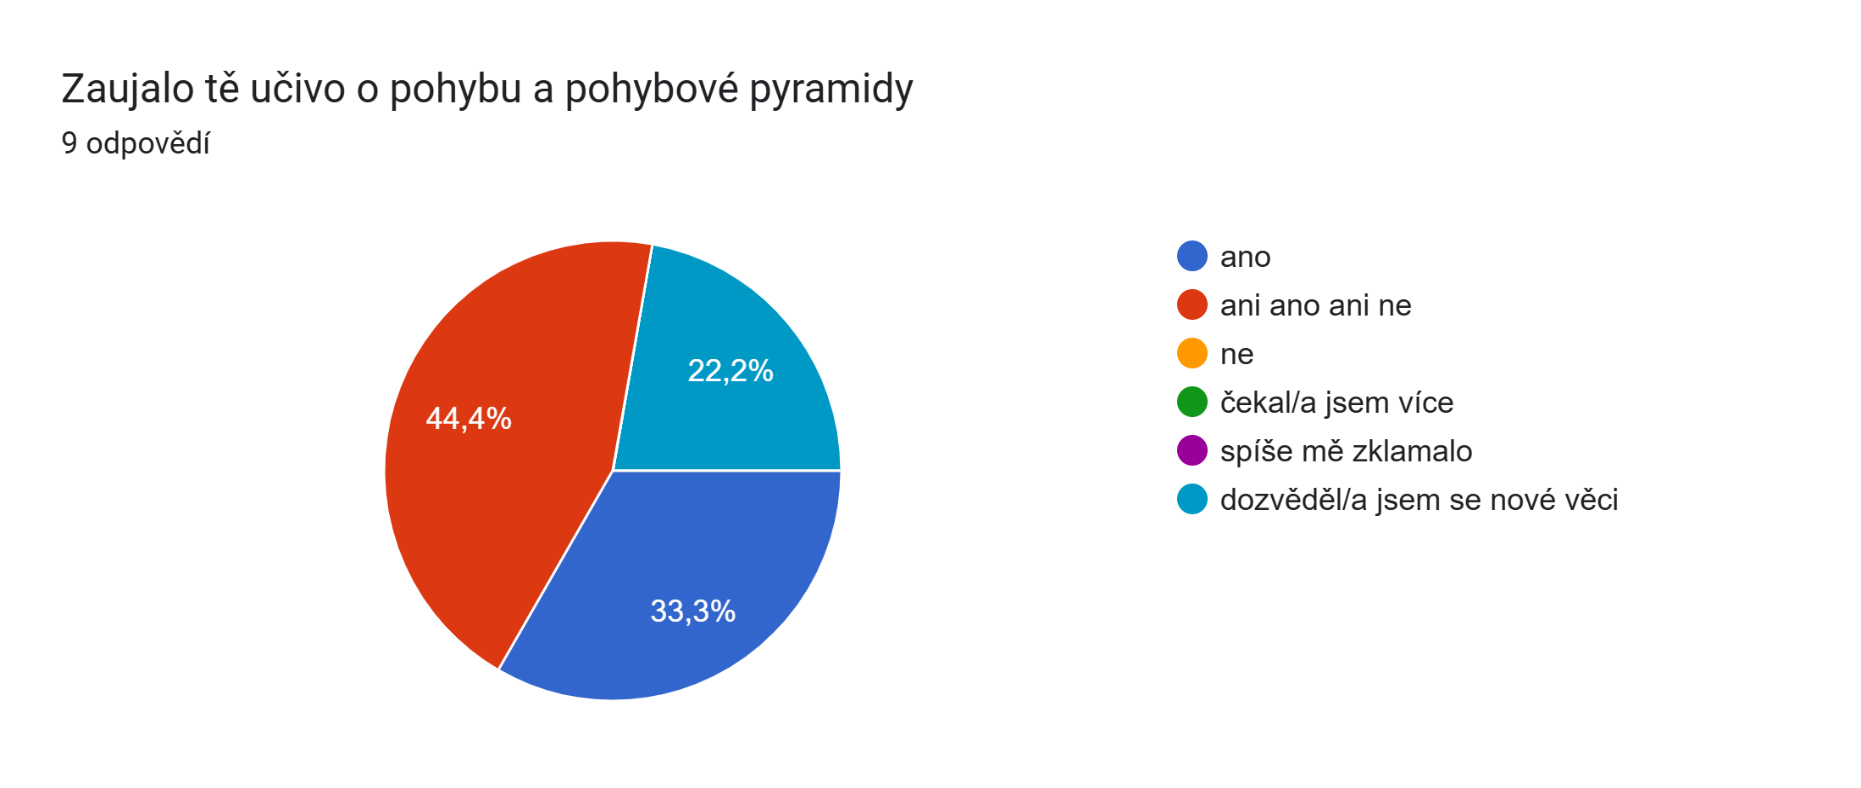 Zaujalo tě učivo o pohybu a pohybové pyramidy
9 odpovědí
22,2%
44,4%
33,3%
ano
ani ano ani ne
ne
čekal/a jsem více
spíše mě zklamalo
dozvěděl/a jsem se nové věci